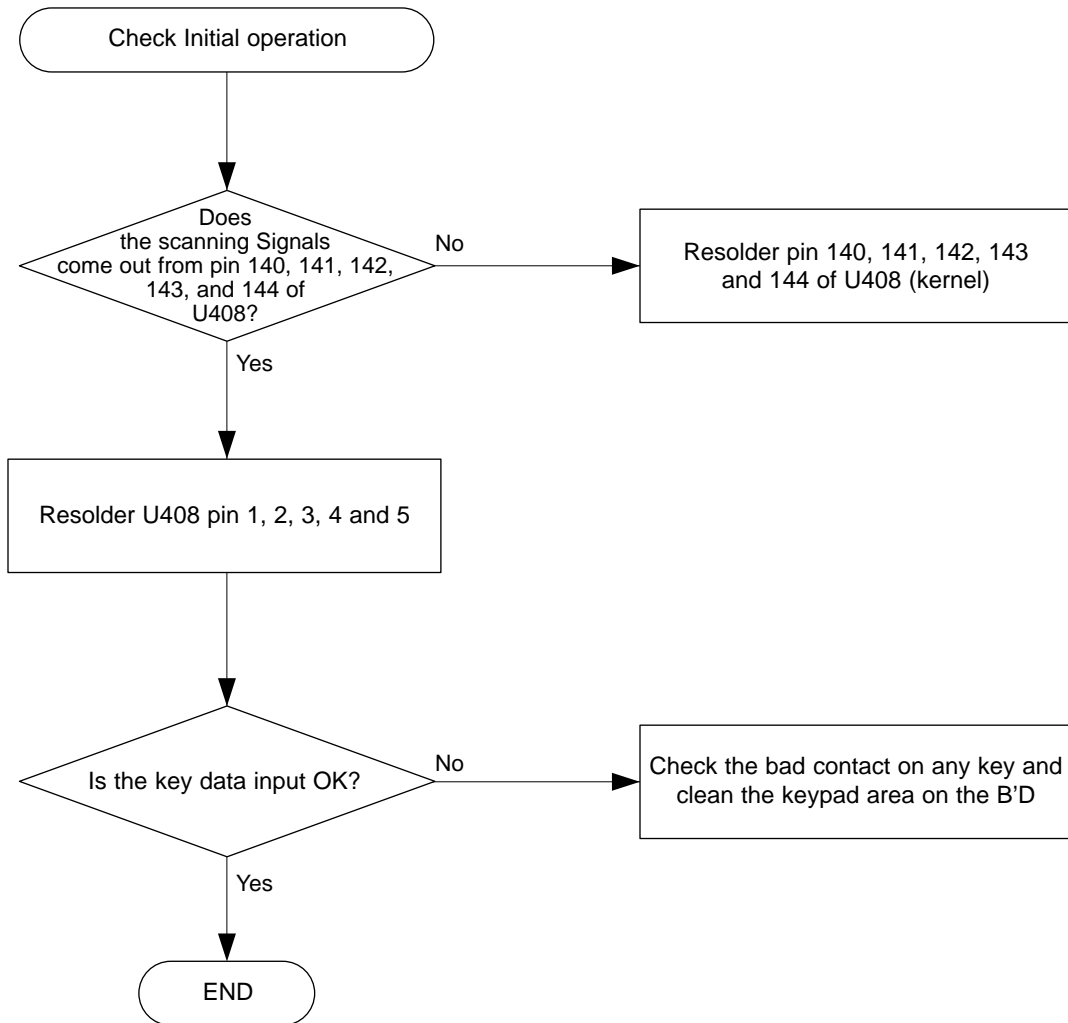 Check Initial operation
Does
the scanning Signals
come out from pin 140, 141, 142,
143, and 144 of
U408?
No
Resolder pin 140, 141, 142, 143
and 144 of U408 (kernel)
Yes
Resolder U408 pin 1, 2, 3, 4 and 5
Is the key data input OK?
No
Check the bad contact on any key and
clean the keypad area on the B’D
Yes
END